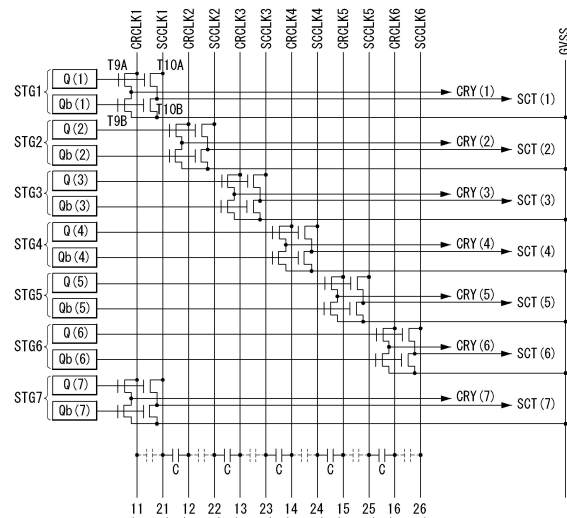 CRCLK1 SCCLK1 CRCLK2 SCCLK2 CRCLK3 SCCLK3 CRCLK4 SCCLK4 CRCLK5 SCCLK5 CRCLK6 SCCLK6 GVSS
T9A T10A
STG1 Q(1) CRY(1)
Qb(1) SCT(1)
T9B T10B
STG2 Q(2) CRY(2)
Qb(2) SCT(2)
STG3 Q(3) CRY(3)
Qb(3) SCT(3)
STG4 Q(4) CRY(4)
Qb(4) SCT(4)
STG5 Q(5) CRY(5)
Qb(5) SCT(5)
STG6 Q(6) CRY(6)
Qb(6) SCT(6)
STG7 Q(7) CRY(7)
Qb(7) SCT(7)
C C C C C
11 21 12 22 13 23 14 24 15 25 16 26